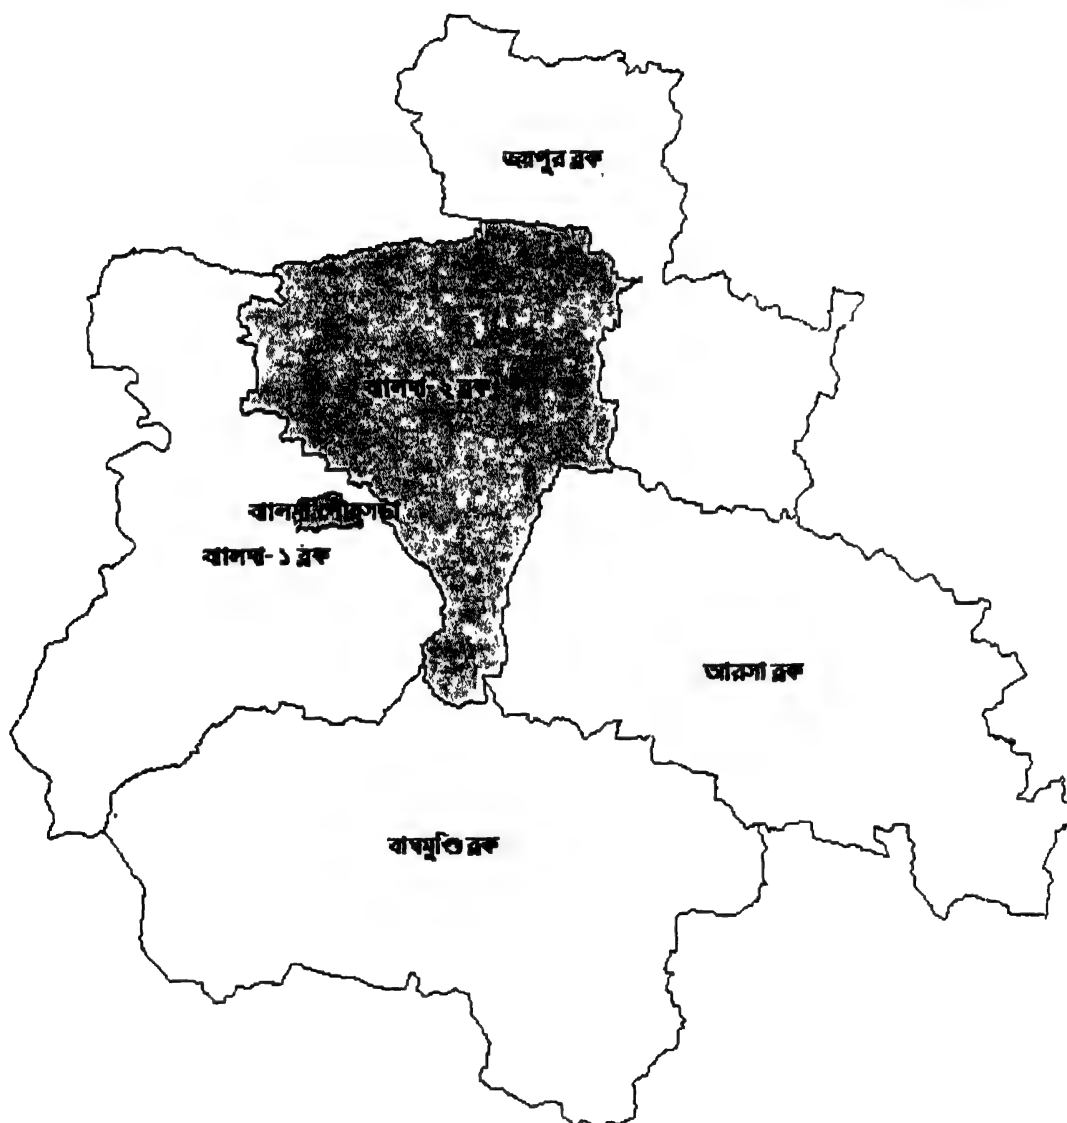 জয়পুর ব্লক
ঝালদা- ২ ব্লক
ঝালদা পৌরসভা
ঝালদা- ১ ব্লক
আরসা ব্লক
বাঘমুণ্ডি ব্লক